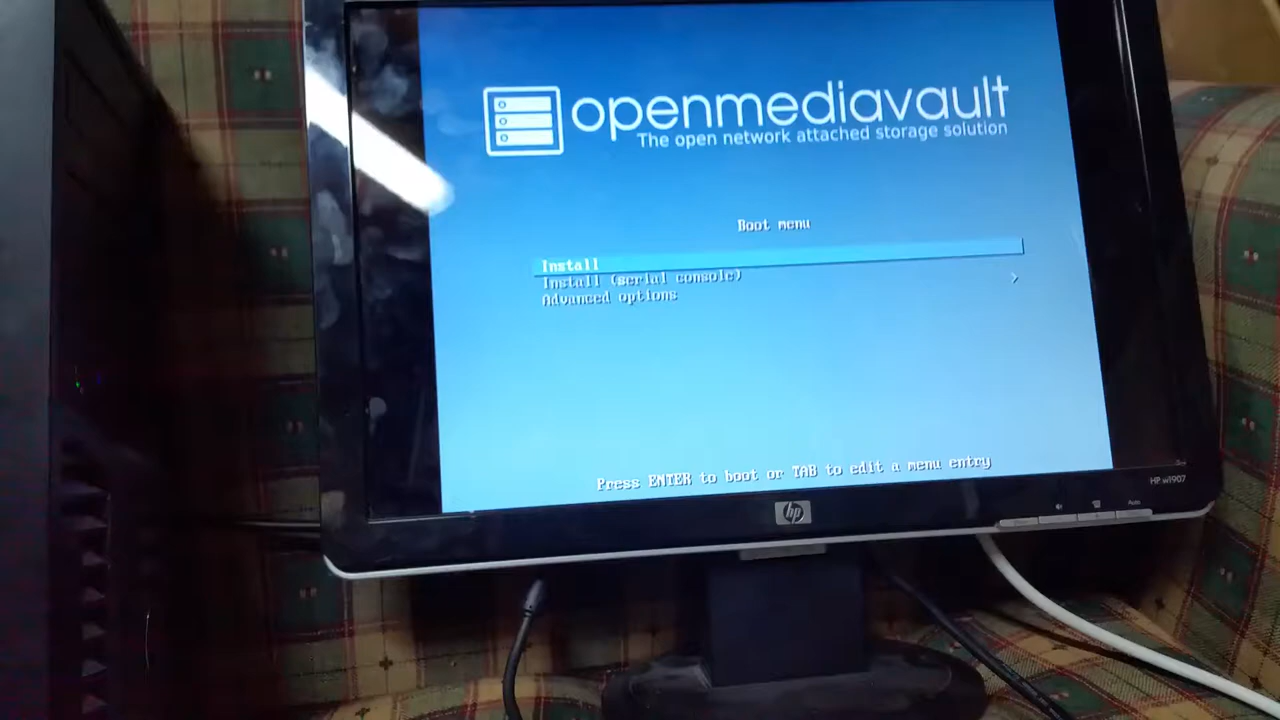 openmediavault
The open network attached storage solution
Boot menu
Install
Install (serial console)
Advanced options
>
Press ENTER to boot or TAB to edit a menu entry
hp
HP w1907
Auto